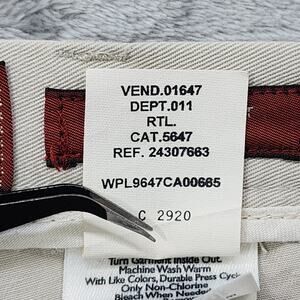 VEND.01647
DEPT.011
RTL.
CAT.5647
REF. 24307663
WPL9647CA00685
C 2920
Turn Garment Inside Out.
Machine Wash Warm
With Like Colors, Durable Press Cycle
Only Non-Chlorine
Bleach When Needed